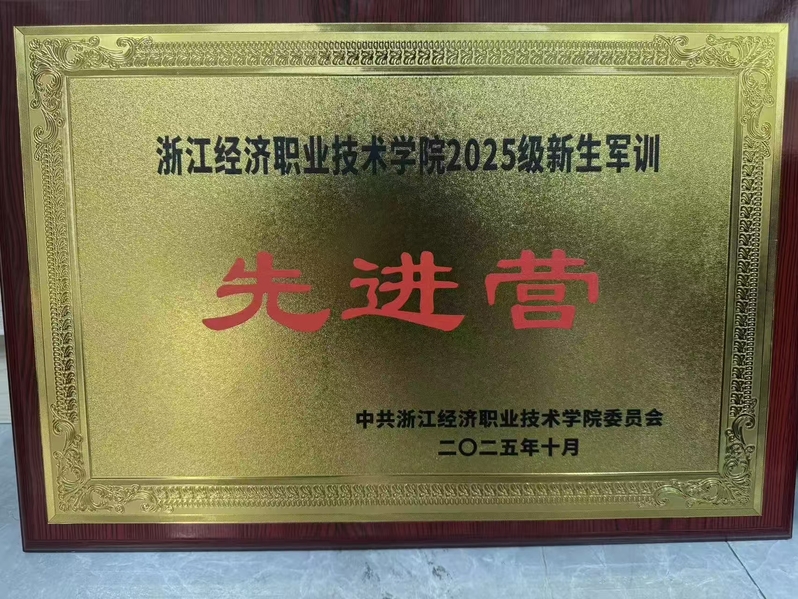 浙江经济职业技术学院2025级新生军训
先进营
中共浙江经济职业技术学院委员会
二〇二五年十月